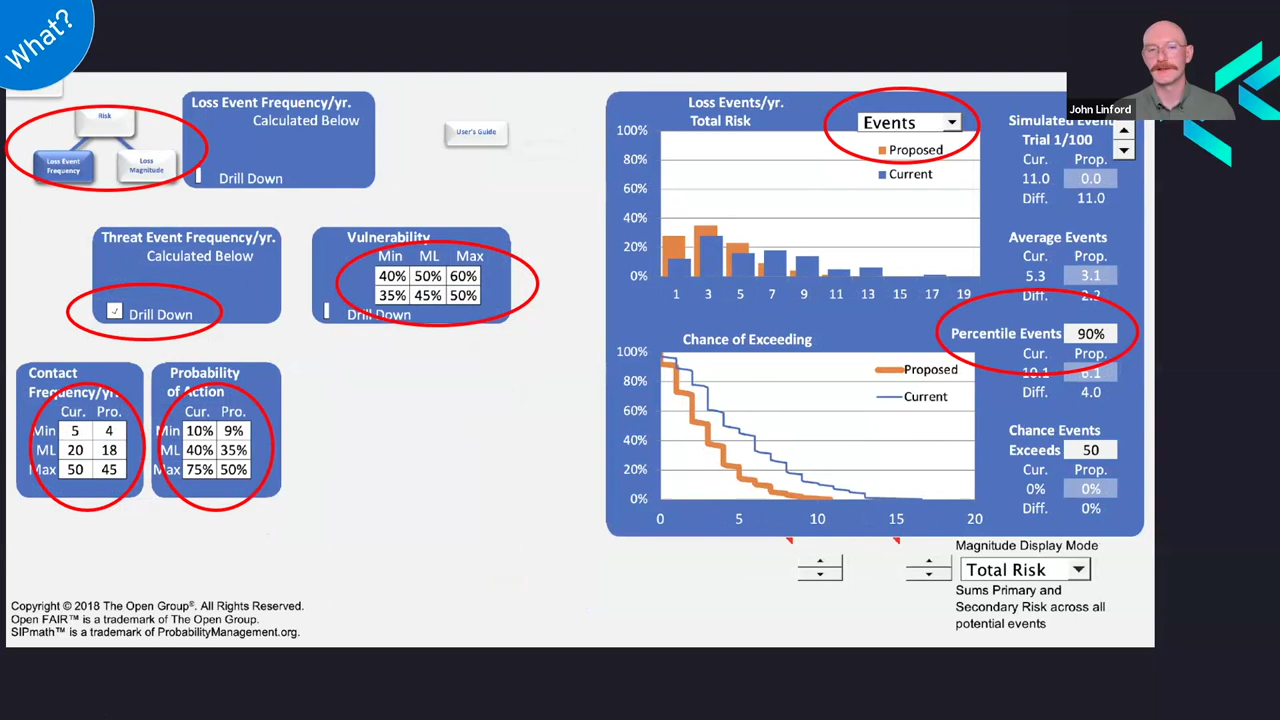 What?
John Linford
Risk
Loss Event
Frequency
Loss
Magnitude
Loss Event Frequency/yr.
Calculated Below
Drill Down
User's Guide
Threat Event Frequency/yr.
Calculated Below
Drill Down
Vulnerability
Min ML Max
40% 50% 60%
35% 45% 50%
Drill Down
Contact
Frequency/yr.
Cur. Pro.
Min 5 4
ML 20 18
Max 50 45
Probability
of Action
Cur. Pro.
Min 10% 9%
ML 40% 35%
Max 75% 50%
Loss Events/yr.
Total Risk
Events
Proposed
Current
100%
80%
60%
40%
20%
0%
1 3 5 7 9 11 13 15 17 19
Chance of Exceeding
Proposed
Current
100%
80%
60%
40%
20%
0%
0 5 10 15 20
Simulated Event
Trial 1/100
Cur. Prop.
11.0 0.0
Diff. 11.0
Average Events
Cur. Prop.
5.3 3.1
Diff. 2.2
Percentile Events 90%
Cur. Prop.
10.1 6.1
Diff. 4.0
Chance Events
Exceeds 50
Cur. Prop.
0% 0%
Diff. 0%
Magnitude Display Mode
Total Risk
Sums Primary and
Secondary Risk across all
potential events
Copyright © 2018 The Open Group®. All Rights Reserved.
Open FAIR™ is a trademark of The Open Group.
SIPmath™ is a trademark of ProbabilityManagement.org.